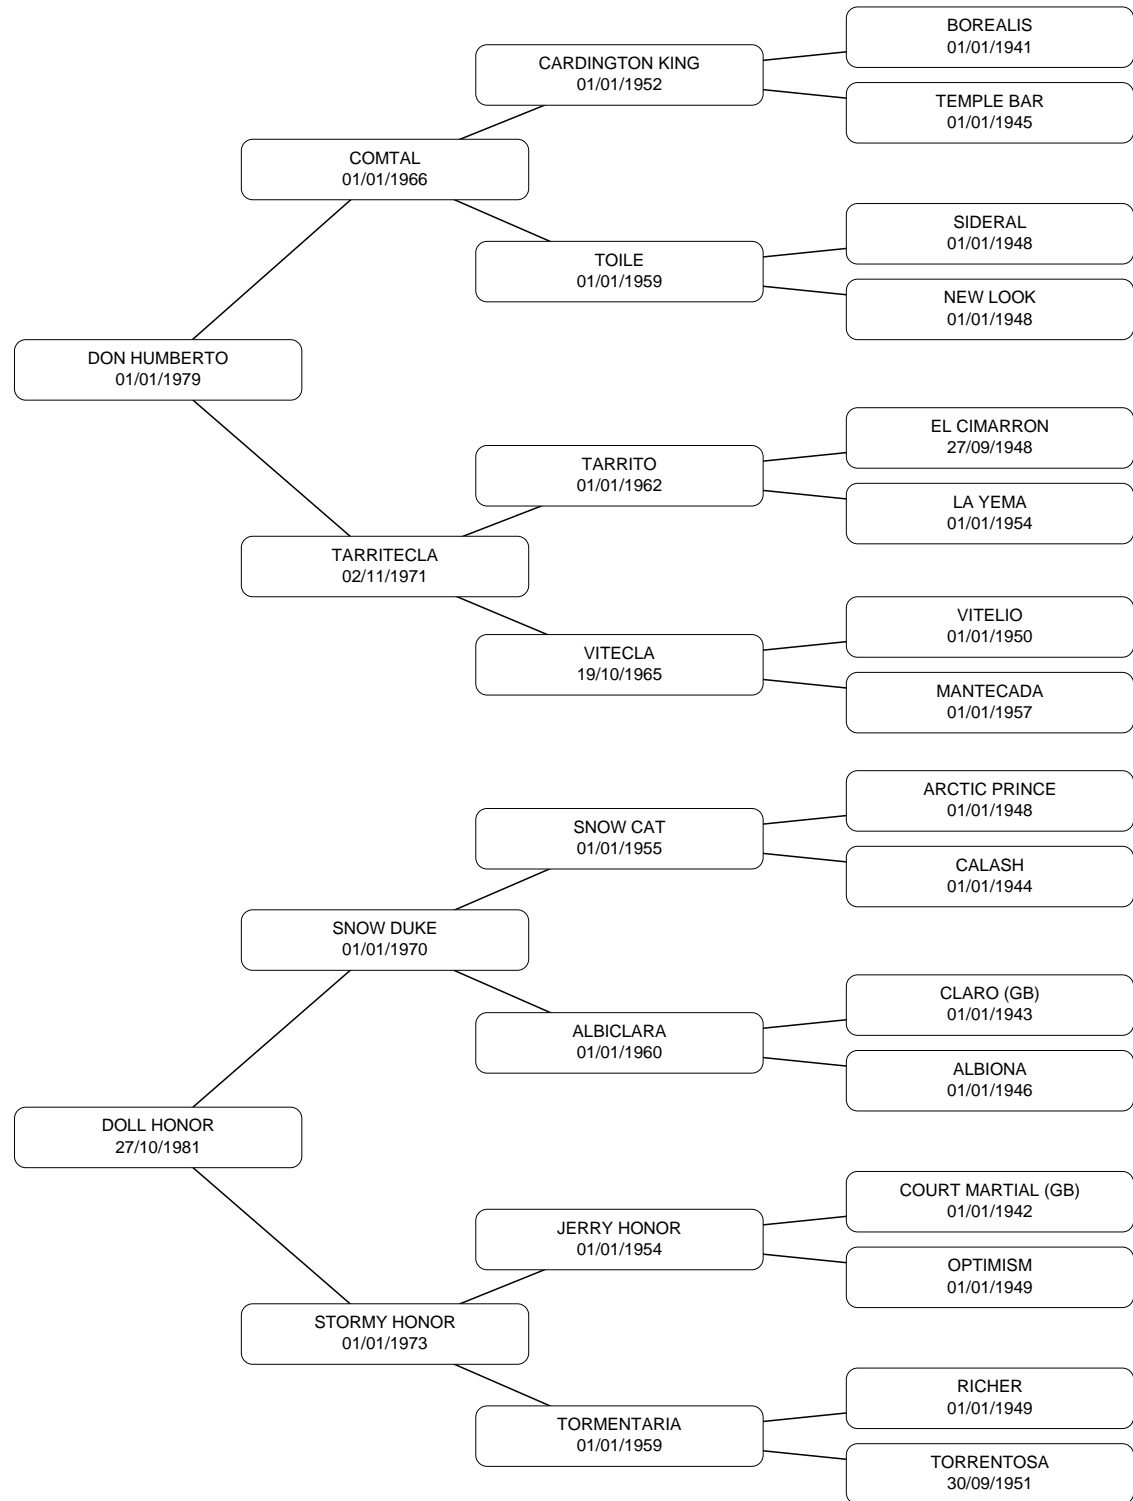 BOREALIS
01/01/1941
CARDINGTON KING
01/01/1952
TEMPLE BAR
01/01/1945
COMTAL
01/01/1966
SIDERAL
01/01/1948
TOILE
01/01/1959
NEW LOOK
01/01/1948
DON HUMBERTO
01/01/1979
EL CIMARRON
27/09/1948
TARRITO
01/01/1962
LA YEMA
01/01/1954
TARRITECLA
02/11/1971
VITELIO
01/01/1950
VITECLA
19/10/1965
MANTECADA
01/01/1957
ARCTIC PRINCE
01/01/1948
SNOW CAT
01/01/1955
CALASH
01/01/1944
SNOW DUKE
01/01/1970
CLARO (GB)
01/01/1943
ALBICLARA
01/01/1960
ALBIONA
01/01/1946
DOLL HONOR
27/10/1981
COURT MARTIAL (GB)
01/01/1942
JERRY HONOR
01/01/1954
OPTIMISM
01/01/1949
STORMY HONOR
01/01/1973
RICHER
01/01/1949
TORMENTARIA
01/01/1959
TORRENTOSA
30/09/1951